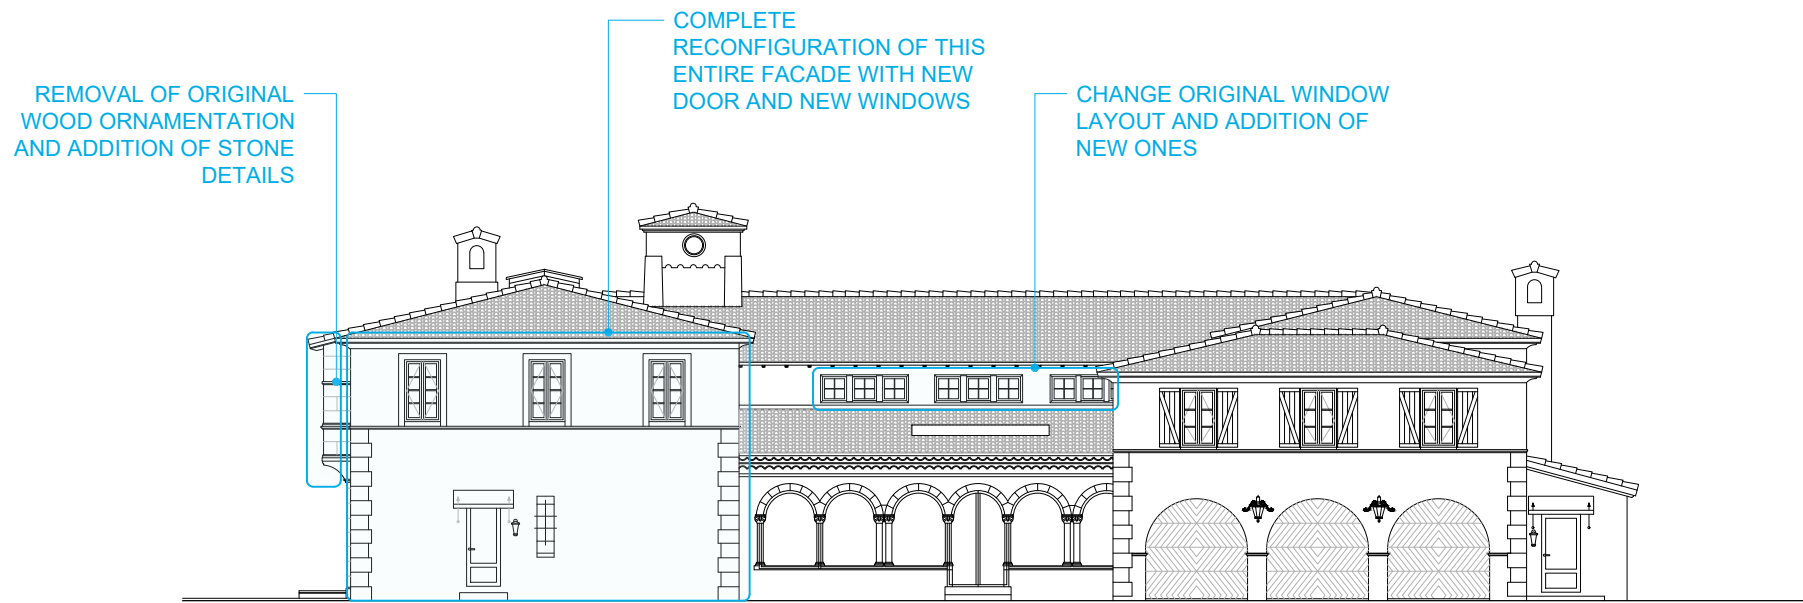 COMPLETE
RECONFIGURATION OF THIS
ENTIRE FACADE WITH NEW
DOOR AND NEW WINDOWS
REMOVAL OF ORIGINAL
WOOD ORNAMENTATION
AND ADDITION OF STONE
DETAILS
CHANGE ORIGINAL WINDOW
LAYOUT AND ADDITION OF
NEW ONES